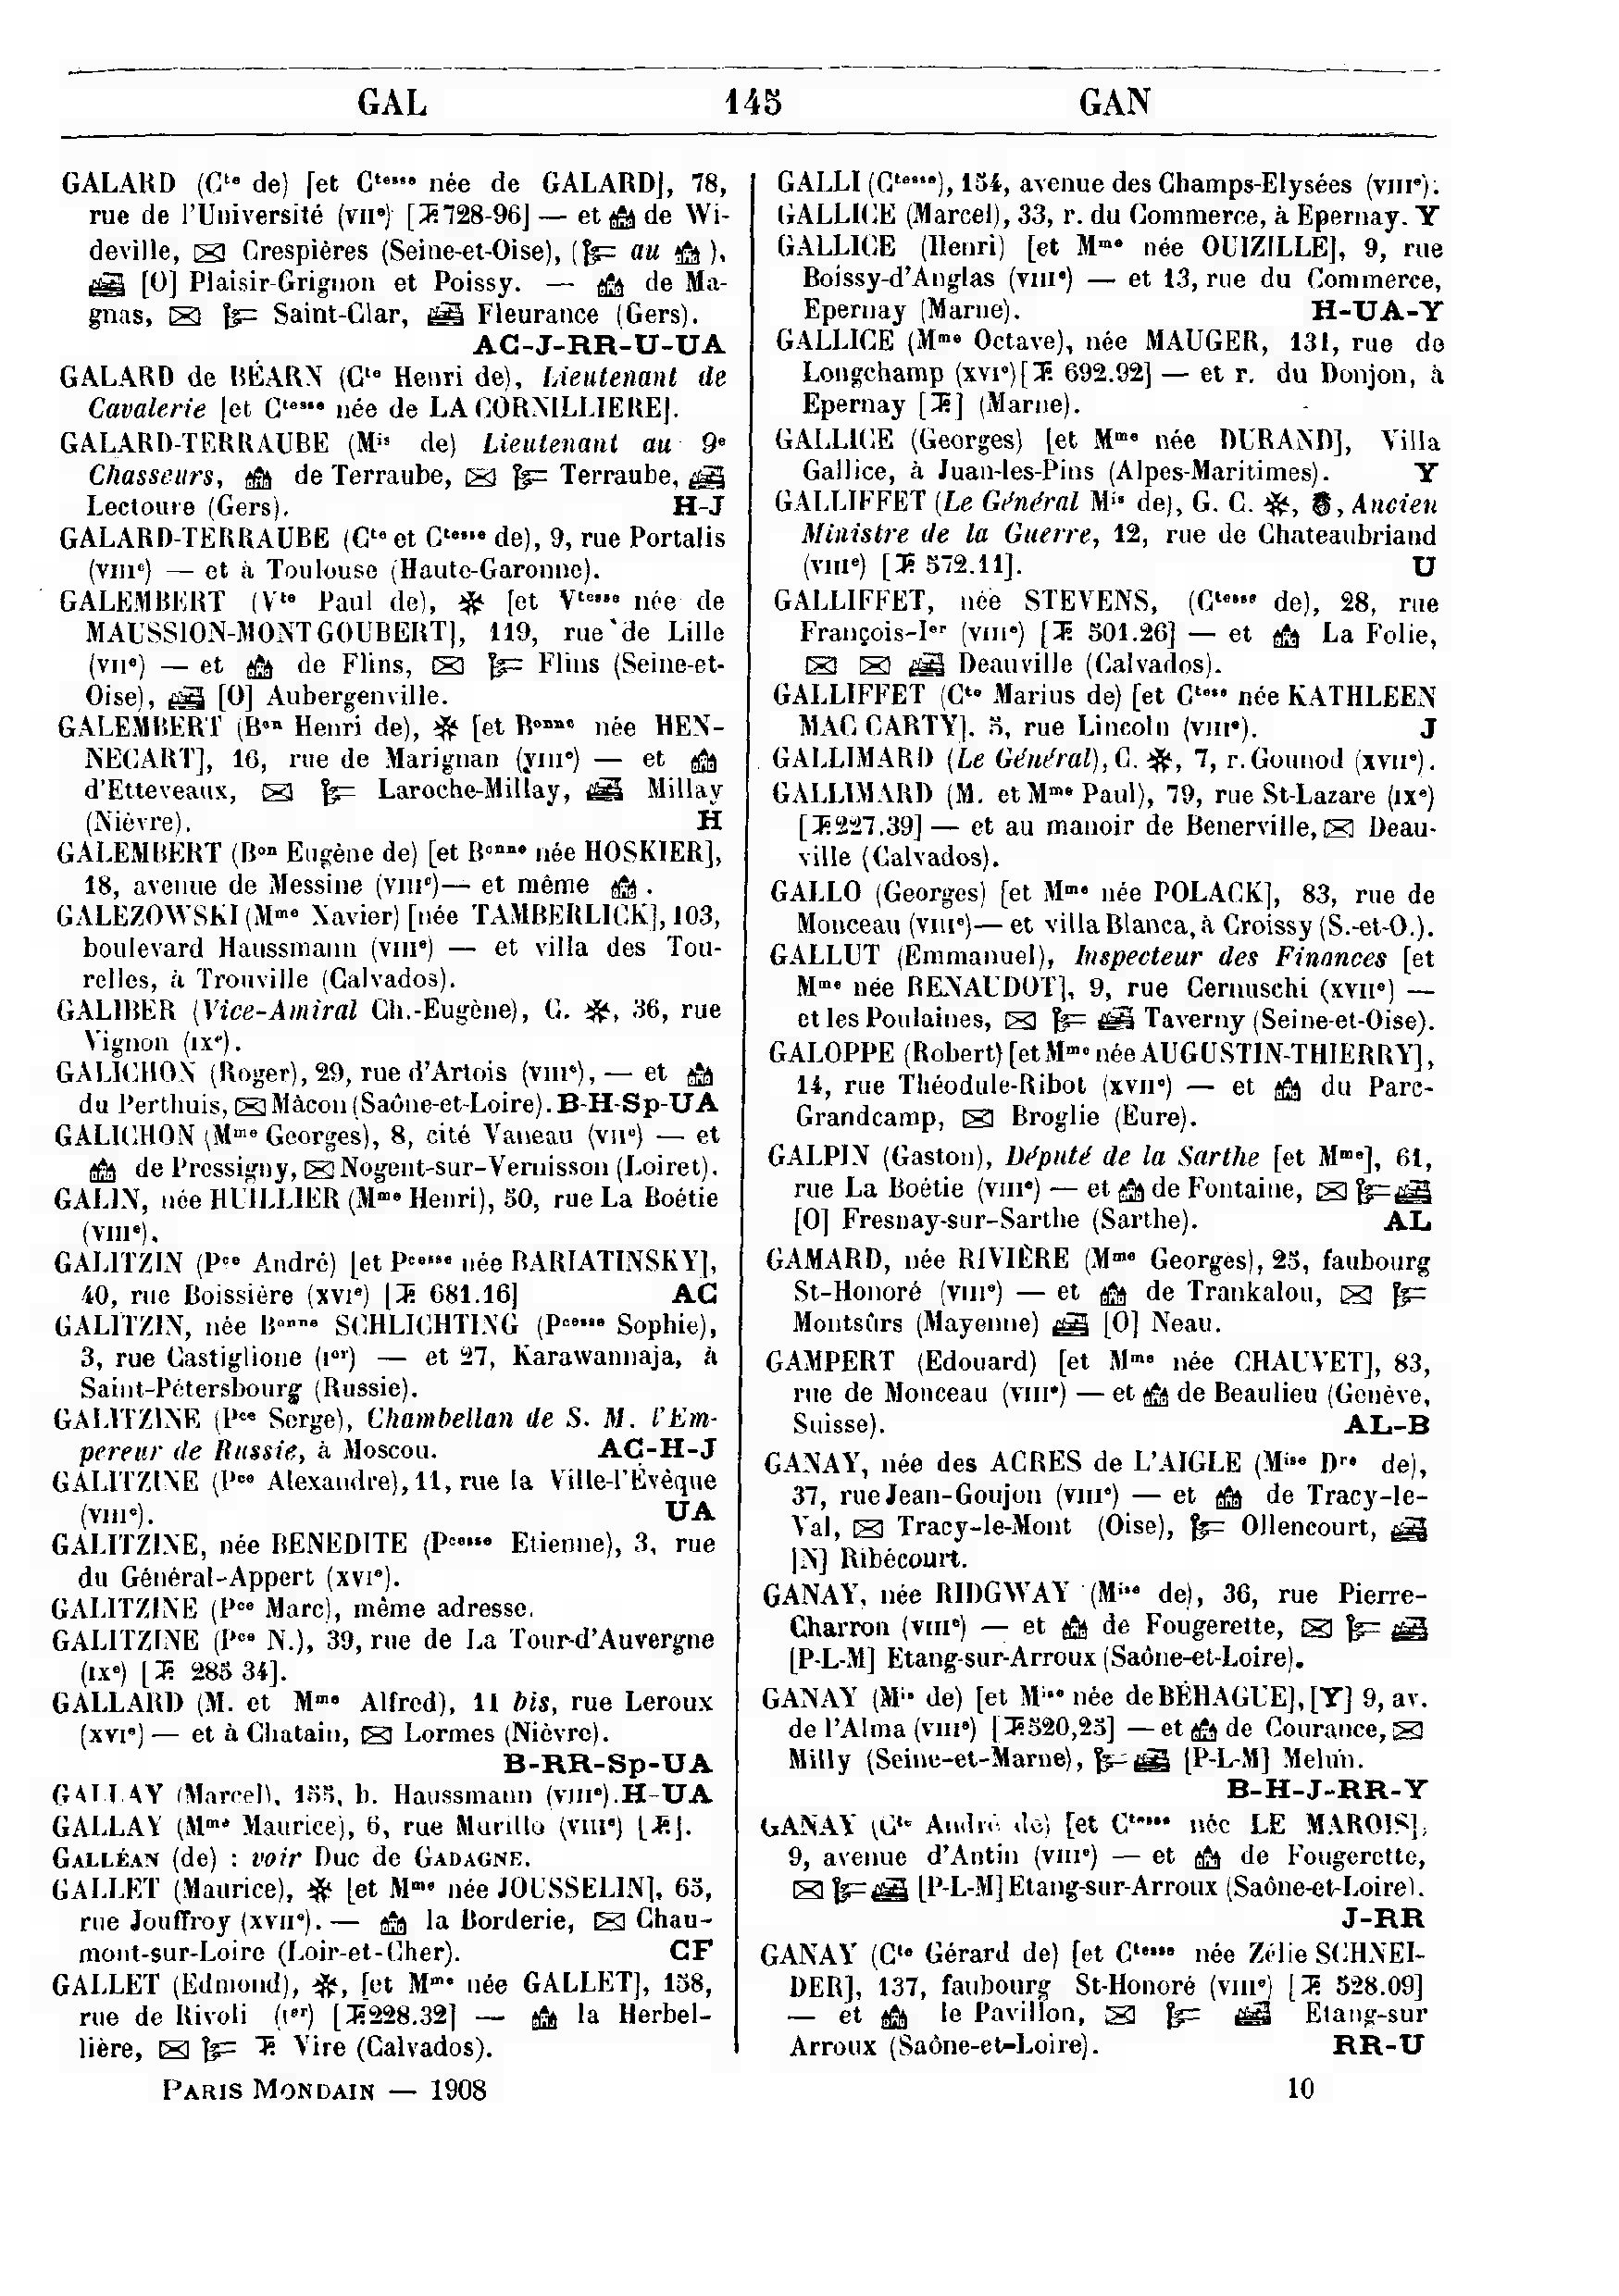 GAL 145 GAN
GALARD (Cte de) [et Ctesse née de GALARD], 78,
rue de l'Université (VIIe) [728-96] — et de Wi-
deville, Crespières (Seine-et-Oise), ( au ),
[O] Plaisir-Grignon et Poissy. — de Ma-
gnas, Saint-Clar, Fleurance (Gers).
AC-J-RR-U-UA
GALARD de BÉARN (Cte Henri de), Lieutenant de
Cavalerie [et Ctesse née de LA CORNILLIERE].
GALARD-TERRAUBE (Mis de) Lieutenant au 9e
Chasseurs, de Terraube, Terraube,
Lectoure (Gers). H-J
GALARD-TERRAUBE (Cte et Ctesse de), 9, rue Portalis
(VIIIe) — et à Toulouse (Haute-Garonne).
GALEMBERT (Vte Paul de), [et Vtesse née de
MAUSSION-MONTGOUBERT], 119, rue de Lille
(VIIe) — et de Flins, Flins (Seine-et-
Oise), [O] Aubergenville.
GALEMBERT (Bon Henri de), [et Bonne née HEN-
NECART], 16, rue de Marignan (VIIIe) — et
d'Etteveaux, Laroche-Millay, Millay
(Nièvre). H
GALEMBERT (Bon Eugène de) [et Bonne née HOSKIER],
18, avenue de Messine (VIIIe) — et même .
GALEZOWSKI (Mme Xavier) [née TAMBERLICK], 103,
boulevard Haussmann (VIIIe) — et villa des Tou-
relles, à Trouville (Calvados).
GALIBER (Vice-Amiral Ch.-Eugène), G. , 36, rue
Vignon (IXe).
GALICHON (Roger), 29, rue d'Artois (VIIIe), — et
du Perthuis, Mâcon (Saône-et-Loire). B-H-Sp-UA
GALICHON (Mme Georges), 8, cité Vaneau (VIIe) — et
de Pressigny, Nogent-sur-Vernisson (Loiret).
GALIN, née HUILLIER (Mme Henri), 50, rue La Boétie
(VIIIe).
GALITZIN (Pce André) [et Pcesse née BARIATINSKY],
40, rue Boissière (XVIe) [ 681.16] AC
GALITZIN, née Bonne SCHLICHTING (Pcesse Sophie),
3, rue Castiglione (Ier) — et 27, Karawannaja, à
Saint-Pétersbourg (Russie).
GALITZINE (Pce Serge), Chambellan de S. M. l'Em-
pereur de Russie, à Moscou. AC-H-J
GALITZINE (Pce Alexandre), 11, rue la Ville-l'Évêque
(VIIIe). UA
GALITZINE, née BENEDITE (Pcesse Etienne), 3, rue
du Général-Appert (XVIe).
GALITZINE (Pce Marc), même adresse.
GALITZINE (Pce N.), 39, rue de La Tour-d'Auvergne
(IXe) [ 285 34].
GALLARD (M. et Mme Alfred), 11 bis, rue Leroux
(XVIe) — et à Chatain, Lormes (Nièvre).
B-RR-Sp-UA
GALLAY (Marcel), 155, b. Haussmann (VIIIe). H-UA
GALLAY (Mme Maurice), 6, rue Murillo (VIIIe) [ ].
GALLÉAN (de) : voir Duc de GADAGNE.
GALLET (Maurice), [et Mme née JOUSSELIN], 65,
rue Jouffroy (XVIIe). — la Borderie, Chau-
mont-sur-Loire (Loir-et-Cher). CF
GALLET (Edmond), , [et Mme née GALLET], 158,
rue de Rivoli (Ier) [228.32] — la Herbel-
lière, Vire (Calvados).
GALLI (Ctesse), 154, avenue des Champs-Elysées (VIIIe).
GALLICE (Marcel), 33, r. du Commerce, à Epernay. Y
GALLICE (Henri) [et Mme née OUIZILLE], 9, rue
Boissy-d'Anglas (VIIIe) — et 13, rue du Commerce,
Epernay (Marne). H-UA-Y
GALLICE (Mme Octave), née MAUGER, 131, rue de
Longchamp (XVIe) [ 692.92] — et r. du Donjon, à
Epernay [ ] (Marne).
GALLICE (Georges) [et Mme née DURAND], Villa
Gallice, à Juan-les-Pins (Alpes-Maritimes). Y
GALLIFFET (Le Général Mis de), G. C. , , Ancien
Ministre de la Guerre, 12, rue de Chateaubriand
(VIIIe) [ 572.11]. U
GALLIFFET, née STEVENS, (Ctesse de), 28, rue
François-Ier (VIIIe) [ 501.26] — et La Folie,
Deauville (Calvados).
GALLIFFET (Cte Marius de) [et Ctesse née KATHLEEN
MAC CARTY]. 5, rue Lincoln (VIIIe). J
GALLIMARD (Le Général), C. , 7, r. Gounod (XVIIe).
GALLIMARD (M. et Mme Paul), 79, rue St-Lazare (IXe)
[227.39] — et au manoir de Benerville, Deau-
ville (Calvados).
GALLO (Georges) [et Mme née POLACK], 83, rue de
Monceau (VIIIe) — et villa Blanca, à Croissy (S.-et-O.).
GALLUT (Emmanuel), Inspecteur des Finances [et
Mme née RENAUDOT], 9, rue Cernuschi (XVIIe) —
et les Poulaines, Taverny (Seine-et-Oise).
GALOPPE (Robert) [et Mme née AUGUSTIN-THIERRY],
14, rue Théodule-Ribot (XVIIe) — et du Parc-
Grandcamp, Broglie (Eure).
GALPIN (Gaston), Député de la Sarthe [et Mme], 61,
rue La Boétie (VIIIe) — et de Fontaine,
[O] Fresnay-sur-Sarthe (Sarthe). AL
GAMARD, née RIVIÈRE (Mme Georges), 25, faubourg
St-Honoré (VIIIe) — et de Trankalou,
Montsûrs (Mayenne) [O] Neau.
GAMPERT (Edouard) [et Mme née CHAUVET], 83,
rue de Monceau (VIIIe) — et de Beaulieu (Genève,
Suisse). AL-B
GANAY, née des ACRES de L'AIGLE (Mise Dre de),
37, rue Jean-Goujon (VIIIe) — et de Tracy-le-
Val, Tracy-le-Mont (Oise), Ollencourt,
[N] Ribécourt.
GANAY, née RIDGWAY (Mise de), 36, rue Pierre-
Charron (VIIIe) — et de Fougerette,
[P-L-M] Etang-sur-Arroux (Saône-et-Loire).
GANAY (Mis de) [et Mise née de BÉHAGUE], [Y] 9, av.
de l'Alma (VIIIe) [520,25] — et de Courance,
Milly (Seine-et-Marne), [P-L-M] Melun.
B-H-J-RR-Y
GANAY (Cte André de) [et Ctesse née LE MAROIS],
9, avenue d'Antin (VIIIe) — et de Fougerette,
[P-L-M] Etang-sur-Arroux (Saône-et-Loire).
J-RR
GANAY (Cte Gérard de) [et Ctesse née Zélie SCHNEI-
DER], 137, faubourg St-Honoré (VIIIe) [ 528.09]
— et le Pavillon, Etang-sur
Arroux (Saône-et-Loire). RR-U
PARIS MONDAIN — 1908 10